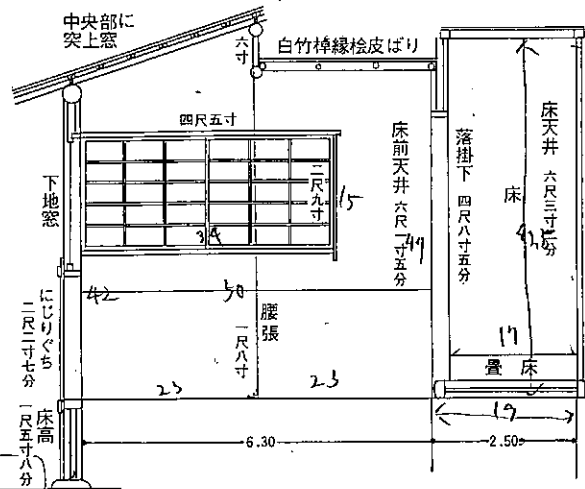 中央部に
突上窓
六寸
白竹棹縁桧皮ばり
四尺五寸
二尺九寸
15
34
下地窓
床前天井 六尺一寸五分
落掛下 四尺八寸五分
床
床天井 六尺三寸二分
42
50
腰張
一尺八寸
にじりぐち
二尺二寸七分
17
畳床
23
23
19
床高
一尺五寸八分
6.30
2.50